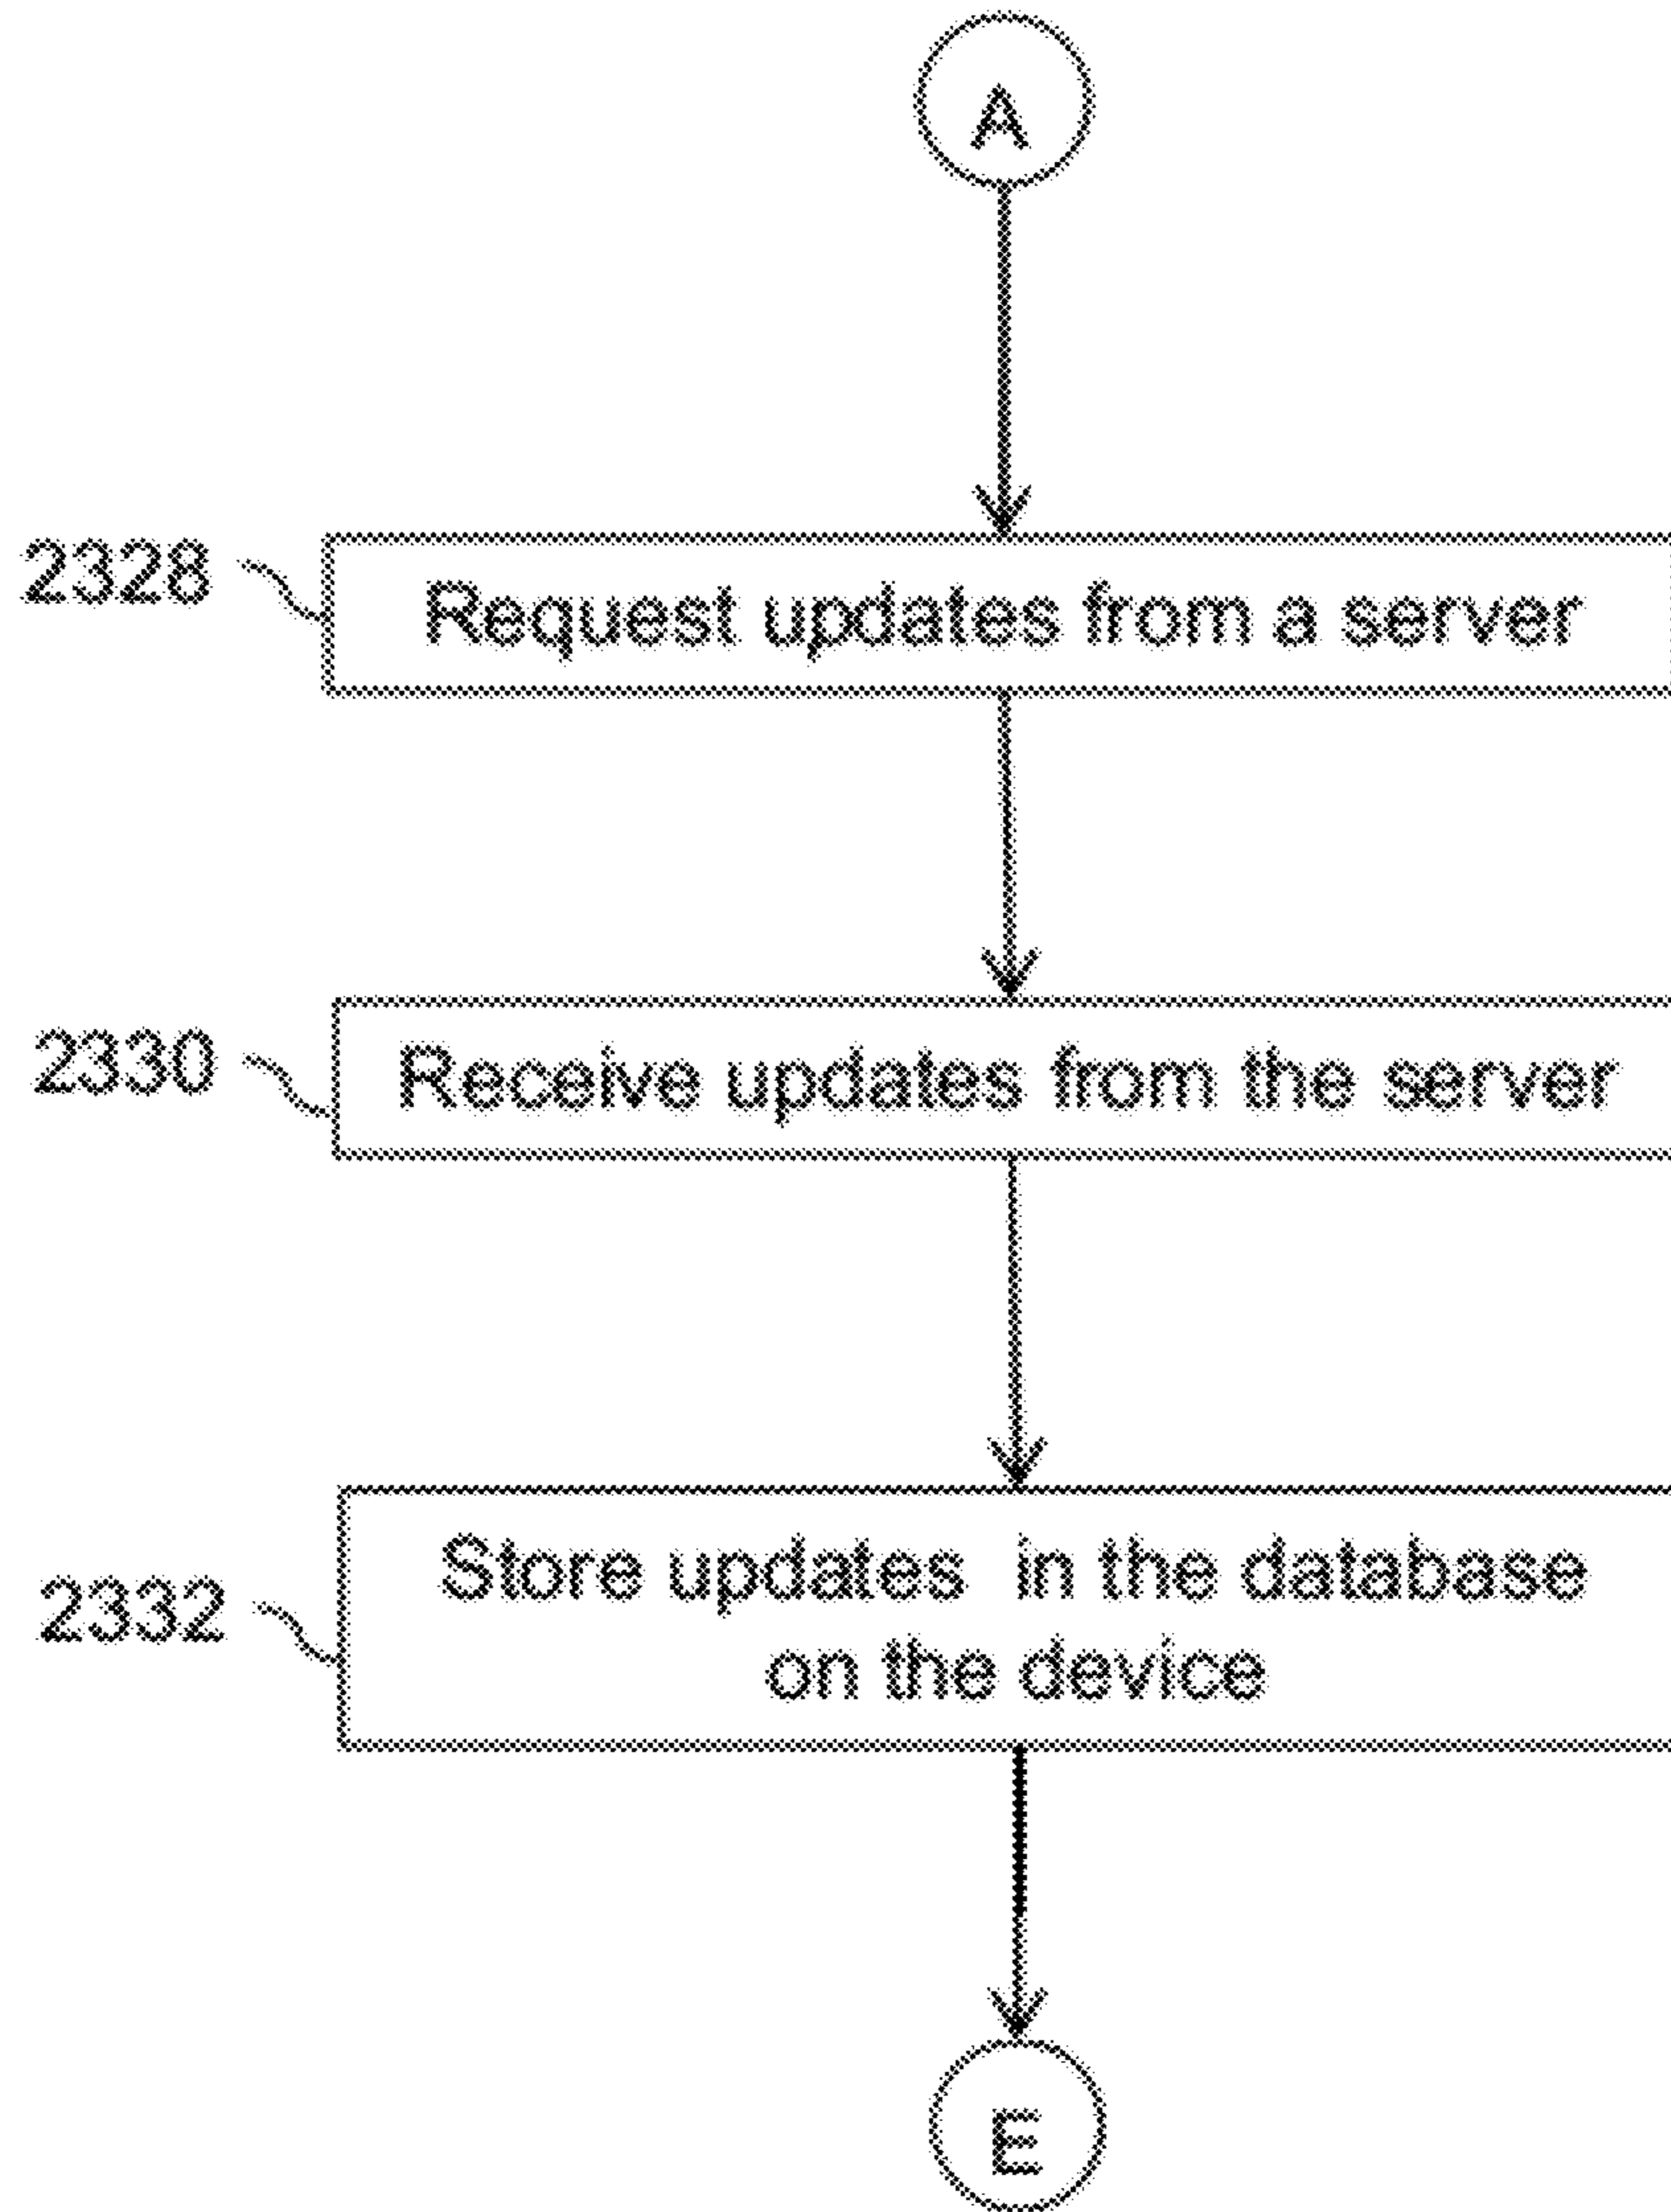 A
2328
Request updates from a server
2330
Receive updates from the server
2332
Store updates in the database
on the device
E